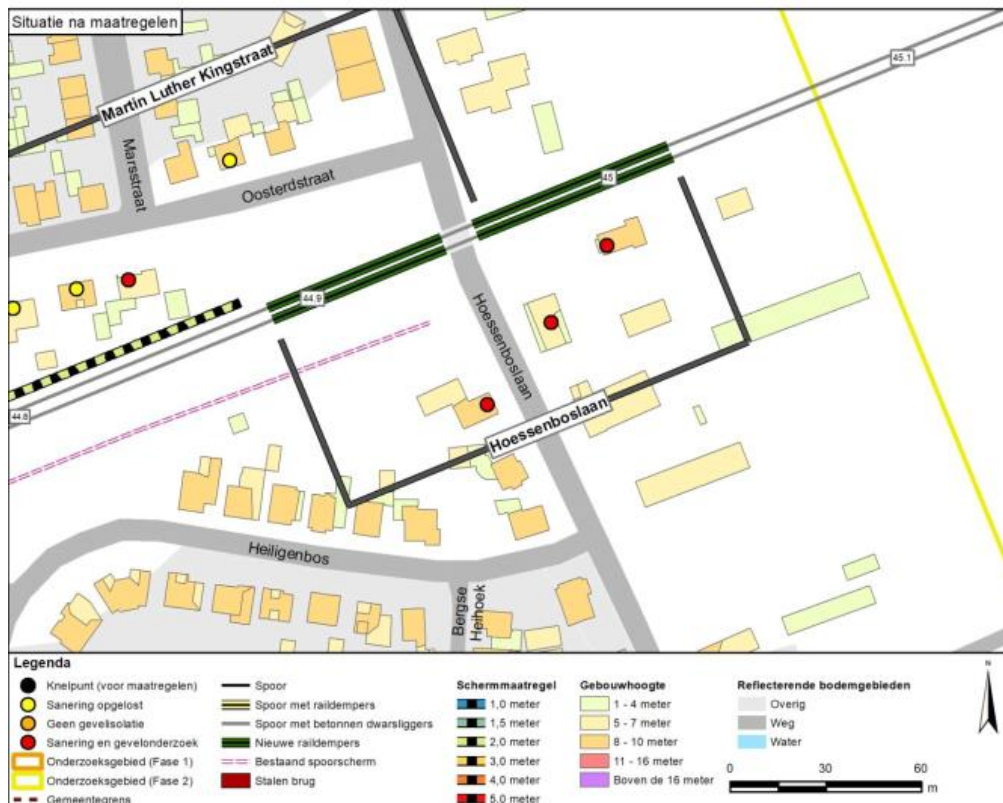 Situatie na maatregelen
Martin Luther Kingstraat
Marsstraat
Oosterdstraat
45.1
45
44.9
44.8
Hoessenboslaan
Hoessenboslaan
Heiligenbos
Bergse
Heihoek
Legenda
Knelpunt (voor maatregelen)
Sanering opgelost
Geen gevelisolatie
Sanering en gevelonderzoek
Onderzoeksgebied (Fase 1)
Onderzoeksgebied (Fase 2)
Gemeentegrens
Spoor
Spoor met raildempers
Spoor met betonnen dwarsliggers
Nieuwe raildempers
Bestaand spoorscherm
Stalen brug
Schermmaatregel
1,0 meter
1,5 meter
2,0 meter
3,0 meter
4,0 meter
5,0 meter
Gebouwhoogte
1 - 4 meter
5 - 7 meter
8 - 10 meter
11 - 16 meter
Boven de 16 meter
Reflecterende bodemgebieden
Overig
Weg
Water
N
0 30 60
m